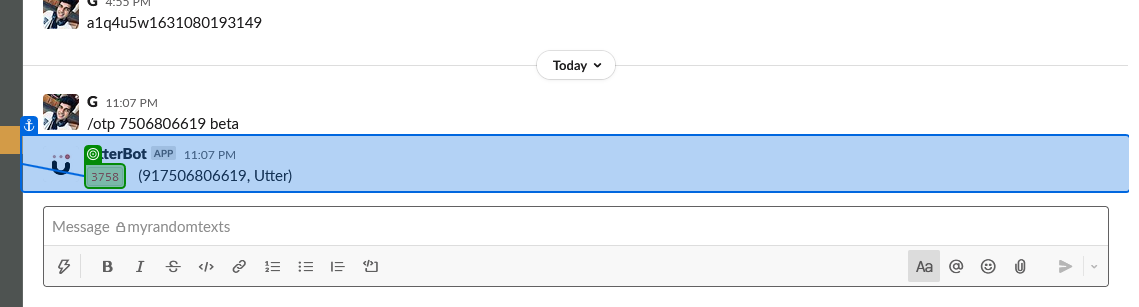 G 4:55 PM
a1q4u5w1631080193149
Today
G 11:07 PM
/otp 7506806619 beta
tterBot APP 11:07 PM
3758 (917506806619, Utter)
Message myrandomtexts
B I S </> Aa @